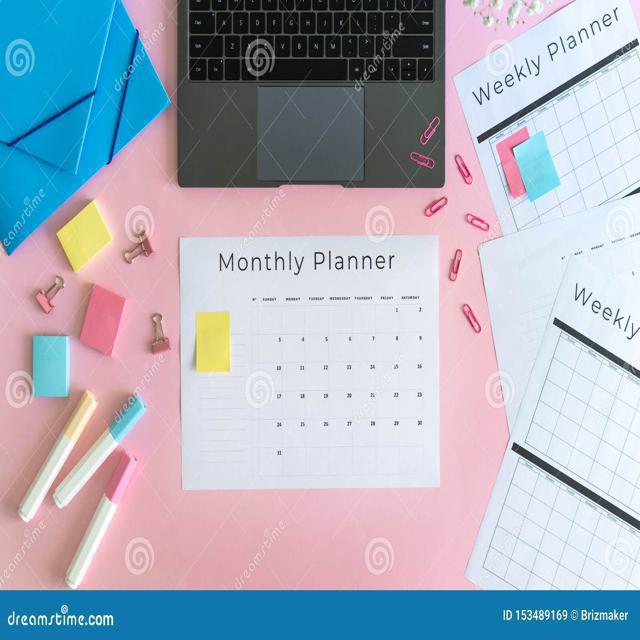 Weekly Planner
Monthly Planner
N° SUNDAY MONDAY TUESDAY WEDNESDAY THURSDAY FRIDAY SATURDAY
1 2
3 4 5 6 7 8 9
10 11 12 13 14 15 16
17 18 19 20 21 22 23
24 25 26 27 28 29 30
31
Weekly
dreamstime.com
ID 153489169 © Brizmaker